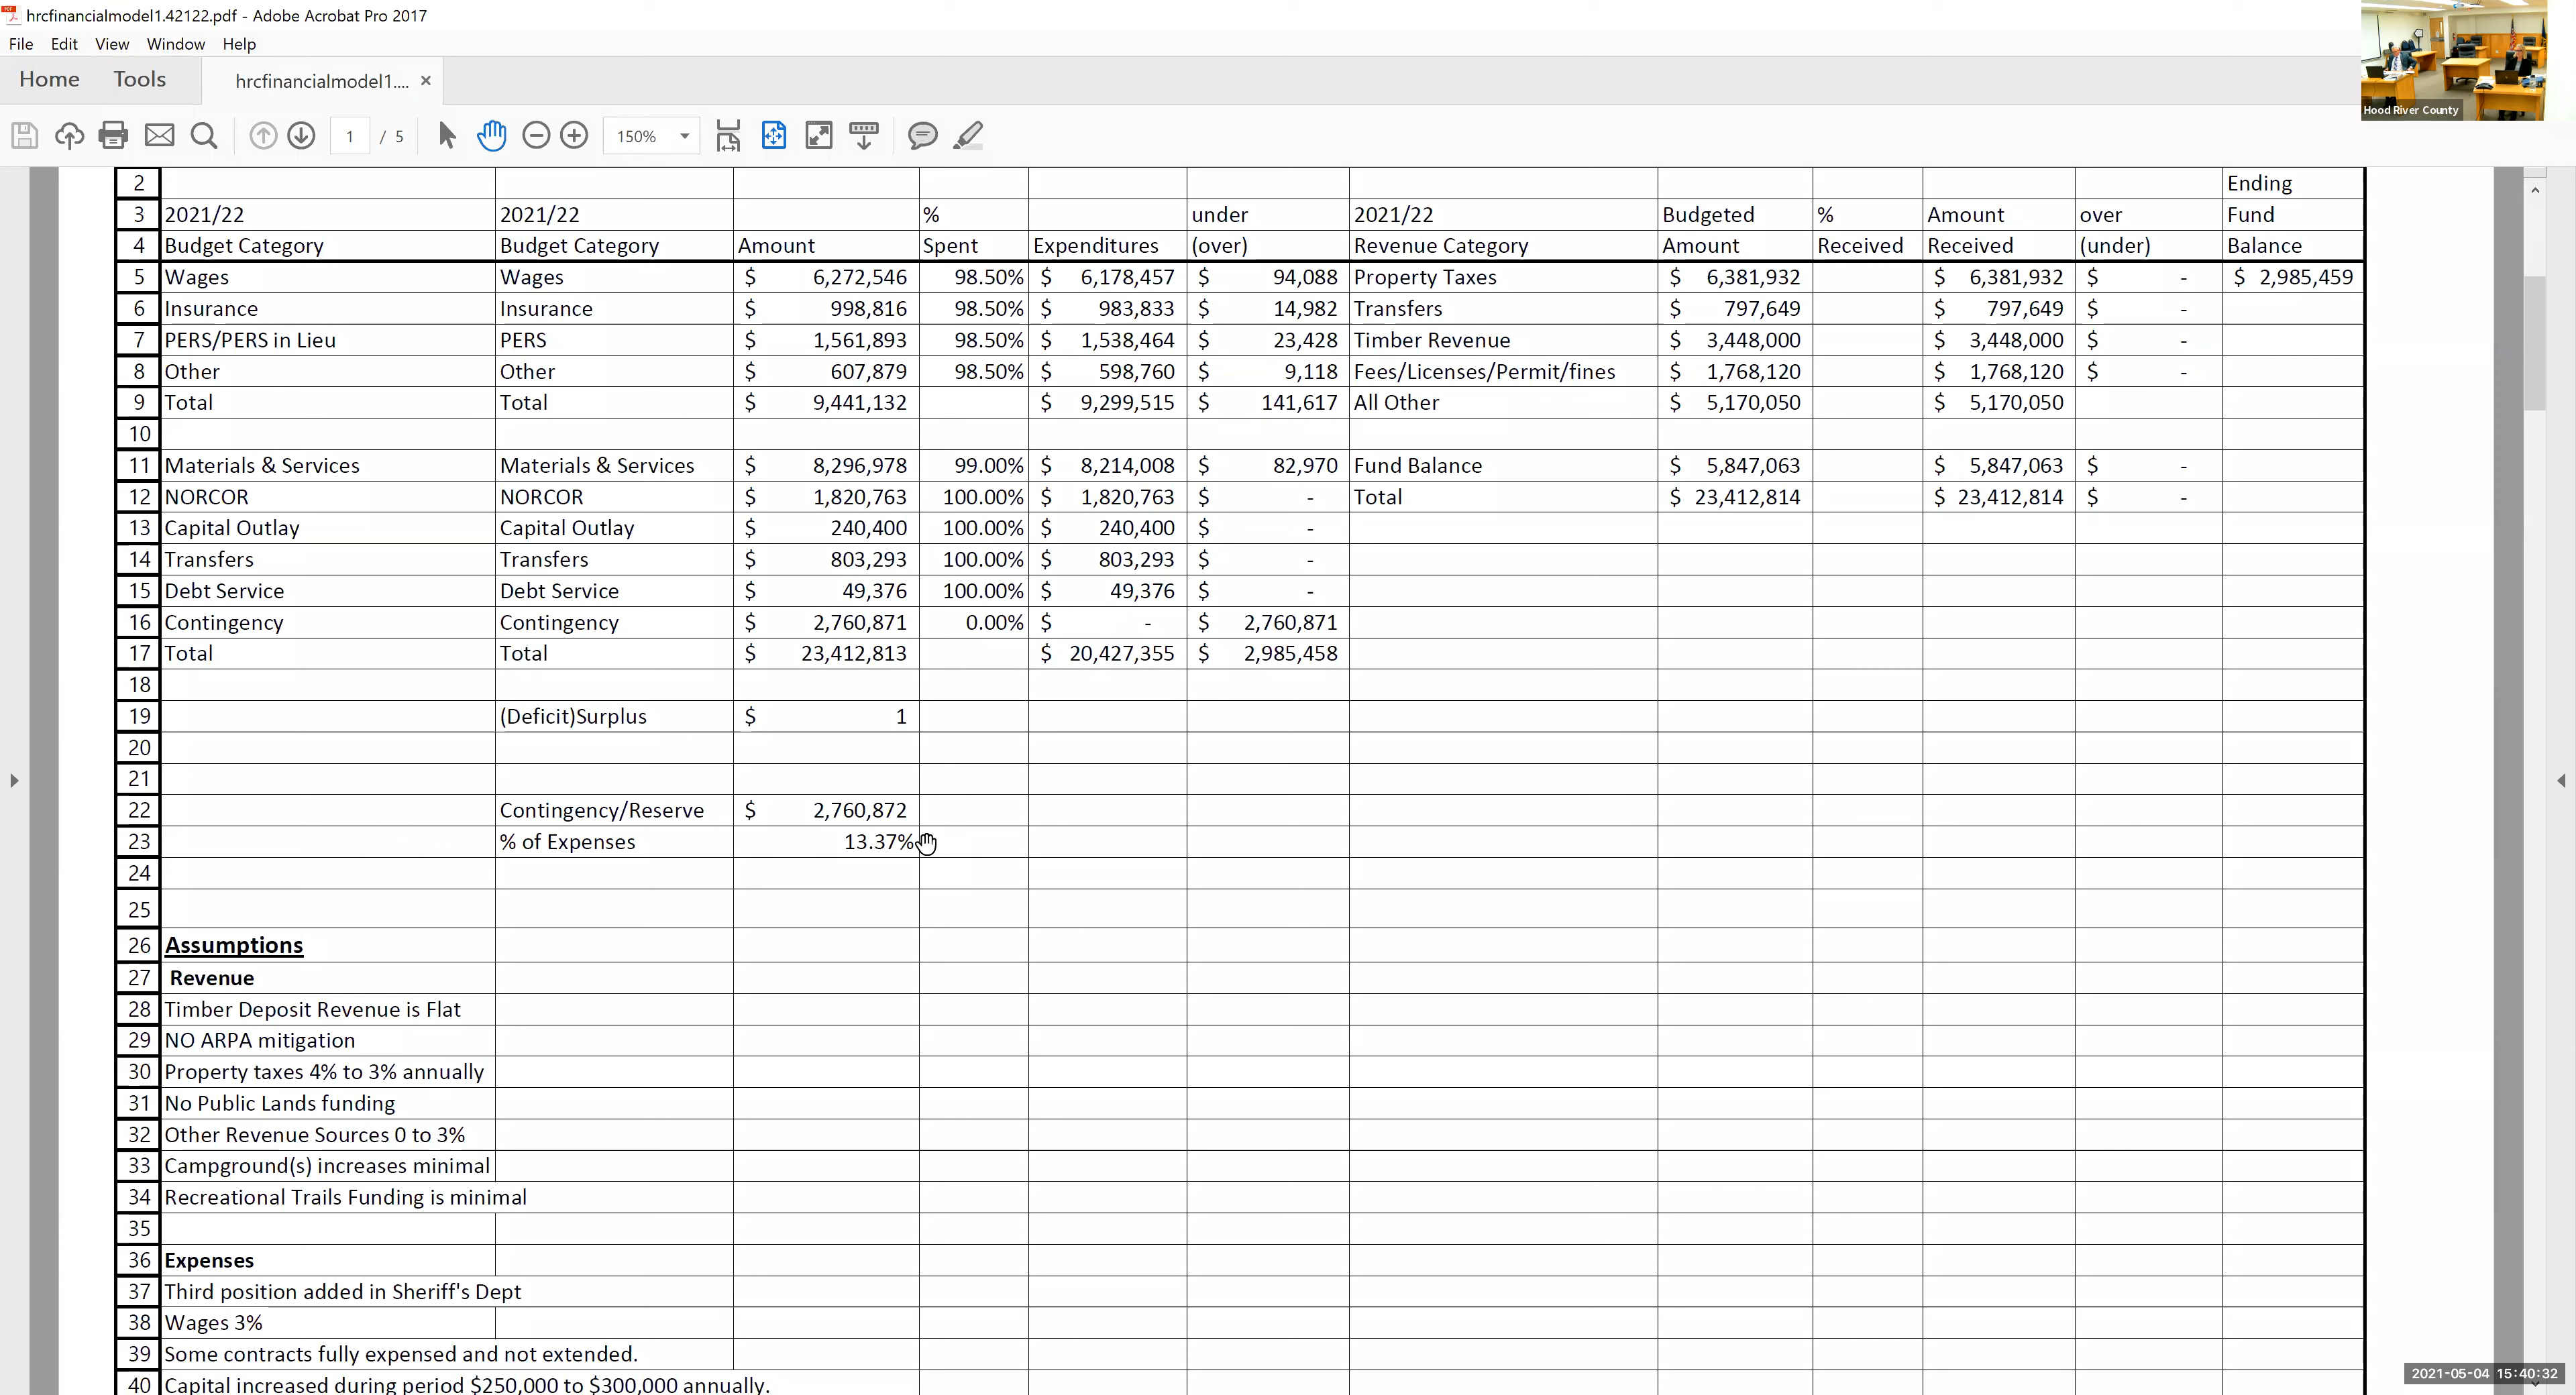 hrcfinancialmodel1.42122.pdf - Adobe Acrobat Pro 2017
File Edit View Window Help
Home Tools hrcfinancialmodel1.... ×
1 / 5 150%
Hood River County
2 Ending
3 2021/22 2021/22 % under 2021/22 Budgeted % Amount over Fund
4 Budget Category Budget Category Amount Spent Expenditures (over) Revenue Category Amount Received Received (under) Balance
5 Wages Wages $ 6,272,546 98.50% $ 6,178,457 $ 94,088 Property Taxes $ 6,381,932 $ 6,381,932 $ - $ 2,985,459
6 Insurance Insurance $ 998,816 98.50% $ 983,833 $ 14,982 Transfers $ 797,649 $ 797,649 $ -
7 PERS/PERS in Lieu PERS $ 1,561,893 98.50% $ 1,538,464 $ 23,428 Timber Revenue $ 3,448,000 $ 3,448,000 $ -
8 Other Other $ 607,879 98.50% $ 598,760 $ 9,118 Fees/Licenses/Permit/fines $ 1,768,120 $ 1,768,120 $ -
9 Total Total $ 9,441,132 $ 9,299,515 $ 141,617 All Other $ 5,170,050 $ 5,170,050
10
11 Materials & Services Materials & Services $ 8,296,978 99.00% $ 8,214,008 $ 82,970 Fund Balance $ 5,847,063 $ 5,847,063 $ -
12 NORCOR NORCOR $ 1,820,763 100.00% $ 1,820,763 $ - Total $ 23,412,814 $ 23,412,814 $ -
13 Capital Outlay Capital Outlay $ 240,400 100.00% $ 240,400 $ -
14 Transfers Transfers $ 803,293 100.00% $ 803,293 $ -
15 Debt Service Debt Service $ 49,376 100.00% $ 49,376 $ -
16 Contingency Contingency $ 2,760,871 0.00% $ - $ 2,760,871
17 Total Total $ 23,412,813 $ 20,427,355 $ 2,985,458
18
19 (Deficit)Surplus $ 1
20
21
22 Contingency/Reserve $ 2,760,872
23 % of Expenses 13.37%
24
25
26 Assumptions
27 Revenue
28 Timber Deposit Revenue is Flat
29 NO ARPA mitigation
30 Property taxes 4% to 3% annually
31 No Public Lands funding
32 Other Revenue Sources 0 to 3%
33 Campground(s) increases minimal
34 Recreational Trails Funding is minimal
35
36 Expenses
37 Third position added in Sheriff's Dept
38 Wages 3%
39 Some contracts fully expensed and not extended.
40 Capital increased during period $250,000 to $300,000 annually.
2021-05-04 15:40:32